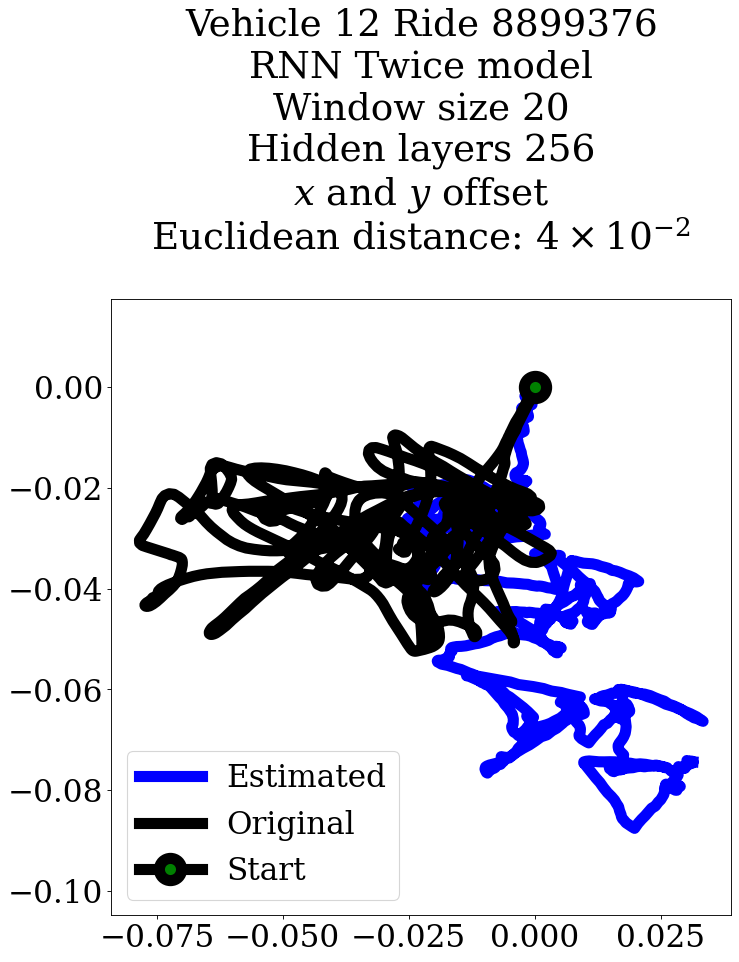 Vehicle 12 Ride 8899376
RNN Twice model
Window size 20
Hidden layers 256
x and y offset
Euclidean distance: 4 × 10⁻²
0.00
−0.02
−0.04
−0.06
−0.08
−0.10
Estimated
Original
Start
−0.075 −0.050 −0.025 0.000 0.025